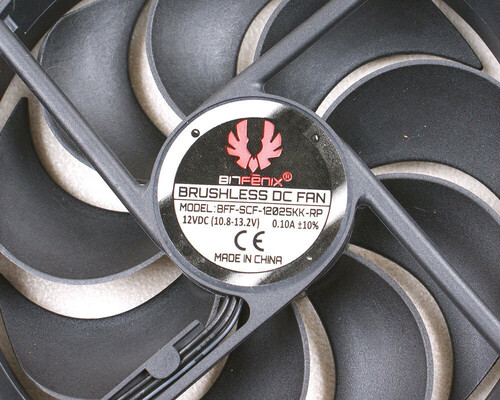 BITFENIX®
BRUSHLESS DC FAN
MODEL: BFF-SCF-12025KK-RP
12VDC (10.8-13.2V) 0.10A ±10%
CE
MADE IN CHINA